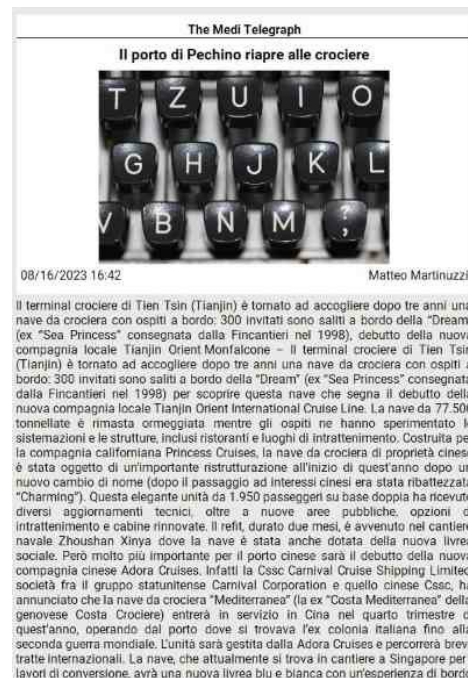 The Medi Telegraph
Il porto di Pechino riapre alle crociere
T Z U I O
G H J K L
V B N M ? ;
08/16/2023 16:42 Matteo Martinuzzi
Il terminal crociere di Tien Tsin (Tianjin) è tornato ad accogliere dopo tre anni una
nave da crociera con ospiti a bordo: 300 invitati sono saliti a bordo della “Dream”
(ex “Sea Princess” consegnata dalla Fincantieri nel 1998), debutto della nuova
compagnia locale Tianjin Orient Monfalcone – Il terminal crociere di Tien Tsin
(Tianjin) è tornato ad accogliere dopo tre anni una nave da crociera con ospiti a
bordo: 300 invitati sono saliti a bordo della “Dream” (ex “Sea Princess” consegnata
dalla Fincantieri nel 1998) per scoprire questa nave che segna il debutto della
nuova compagnia locale Tianjin Orient International Cruise Line. La nave da 77.500
tonnellate è rimasta ormeggiata mentre gli ospiti ne hanno sperimentato le
sistemazioni e le strutture, inclusi ristoranti e luoghi di intrattenimento. Costruita per
la compagnia californiana Princess Cruises, la nave da crociera di proprietà cinese
è stata oggetto di un'importante ristrutturazione all'inizio di quest'anno dopo un
nuovo cambio di nome (dopo il passaggio ad interessi cinesi era stata ribattezzata
“Charming”). Questa elegante unità da 1.950 passeggeri su base doppia ha ricevuto
diversi aggiornamenti tecnici, oltre a nuove aree pubbliche, opzioni di
intrattenimento e cabine rinnovate. Il refit, durato due mesi, è avvenuto nel cantiere
navale Zhoushan Xinya dove la nave è stata anche dotata della nuova livrea
sociale. Però molto più importante per il porto cinese sarà il debutto della nuova
compagnia cinese Adora Cruises. Infatti la Cssc Carnival Cruise Shipping Limited,
società fra il gruppo statunitense Carnival Corporation e quello cinese Cssc, ha
annunciato che la nave da crociera “Mediterranea” (la ex “Costa Mediterranea” della
genovese Costa Crociere) entrerà in servizio in Cina nel quarto trimestre di
quest'anno, operando dal porto dove si trovava l'ex colonia italiana fino alla
seconda guerra mondiale. L'unità sarà gestita dalla Adora Cruises e percorrerà brevi
tratte internazionali. La nave, che attualmente si trova in cantiere a Singapore per i
lavori di conversione, avrà una nuova livrea blu e bianca con un'esperienza di bordo